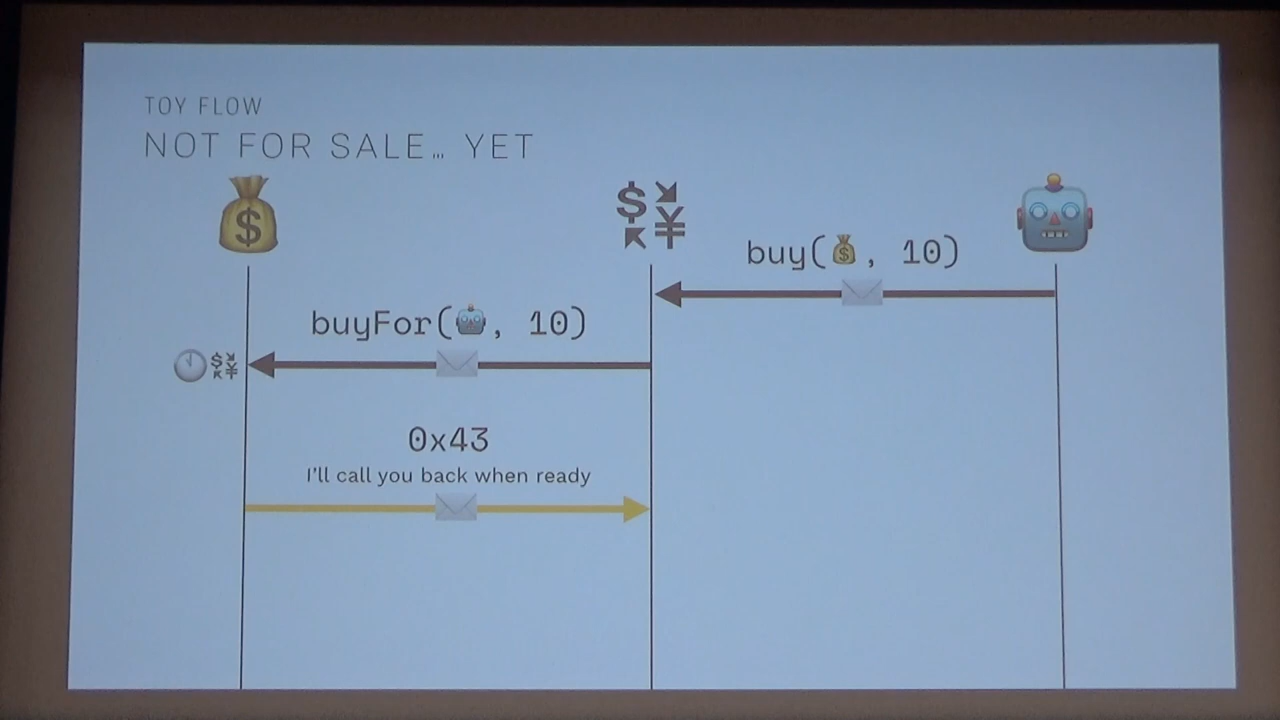 TOY FLOW
NOT FOR SALE… YET
buy(💰, 10)
buyFor(🤖, 10)
0x43
I'll call you back when ready